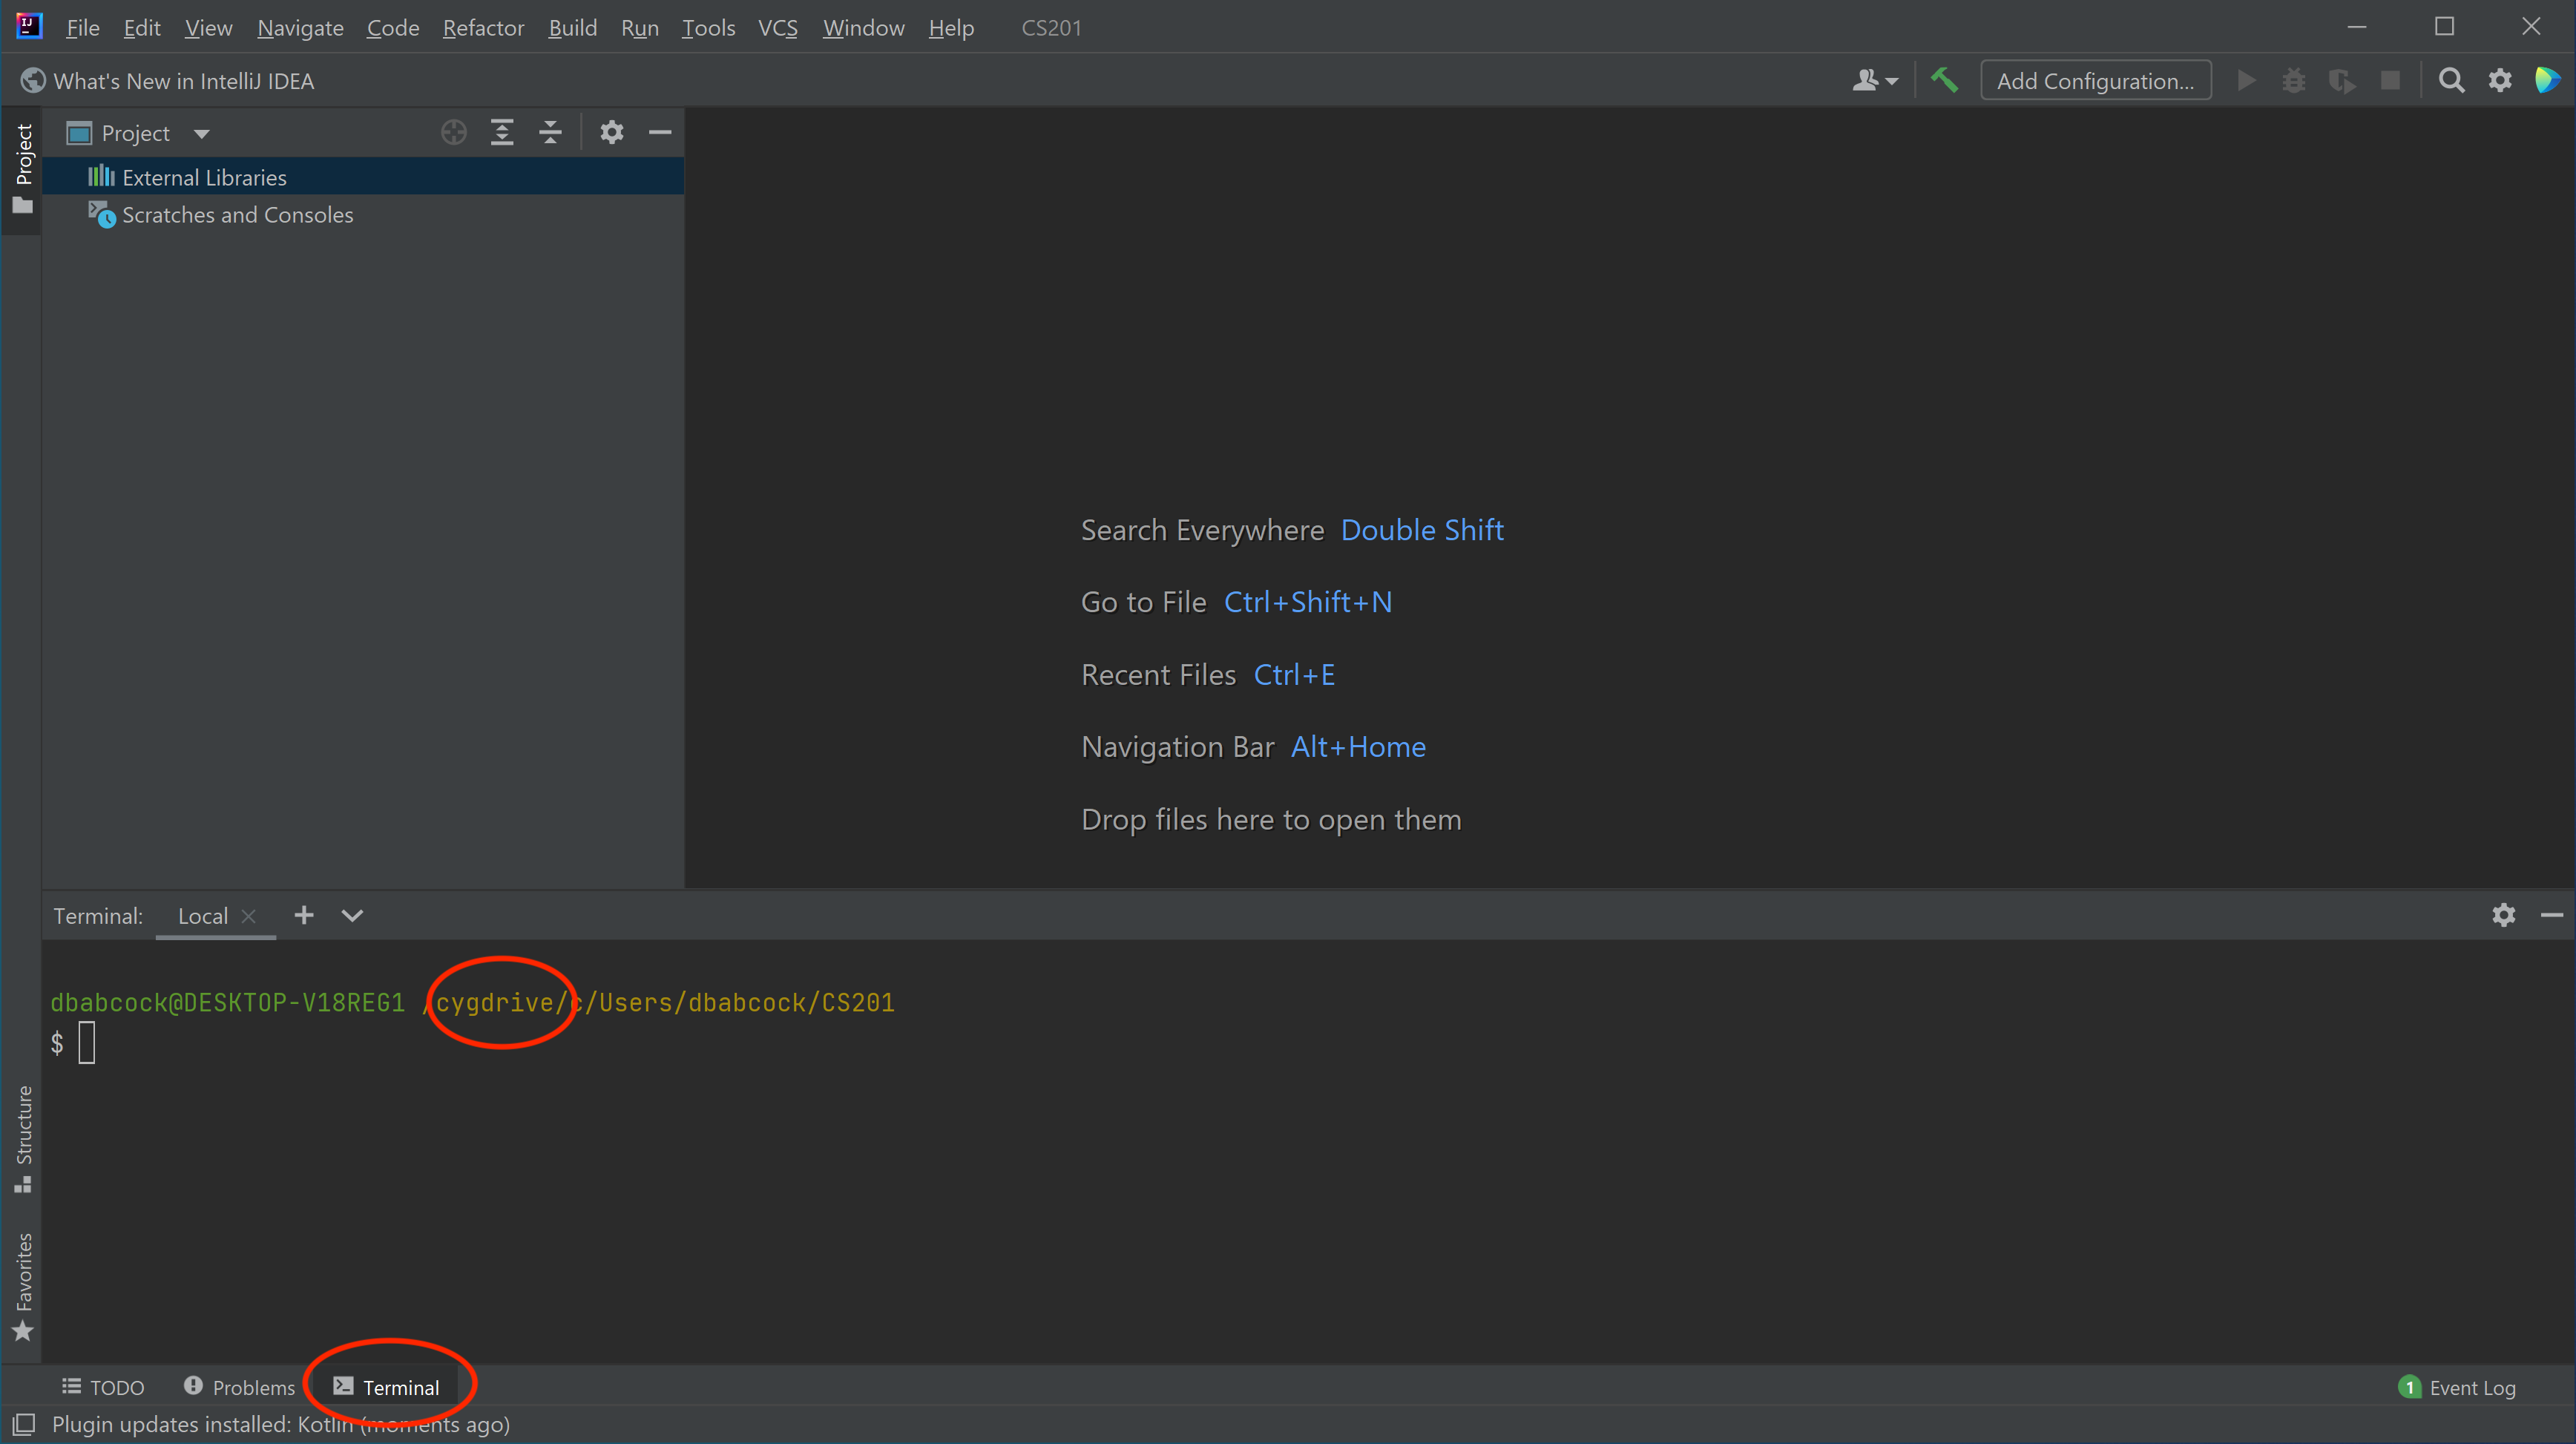 IJ File Edit View Navigate Code Refactor Build Run Tools VCS Window Help CS201
What's New in IntelliJ IDEA Add Configuration...
Project
Project
External Libraries
Scratches and Consoles
Search Everywhere Double Shift
Go to File Ctrl+Shift+N
Recent Files Ctrl+E
Navigation Bar Alt+Home
Drop files here to open them
Terminal: Local
dbabcock@DESKTOP-V18REG1 /cygdrive/c/Users/dbabcock/CS201
$
Structure
Favorites
TODO Problems Terminal 1 Event Log
Plugin updates installed: Kotlin (moments ago)